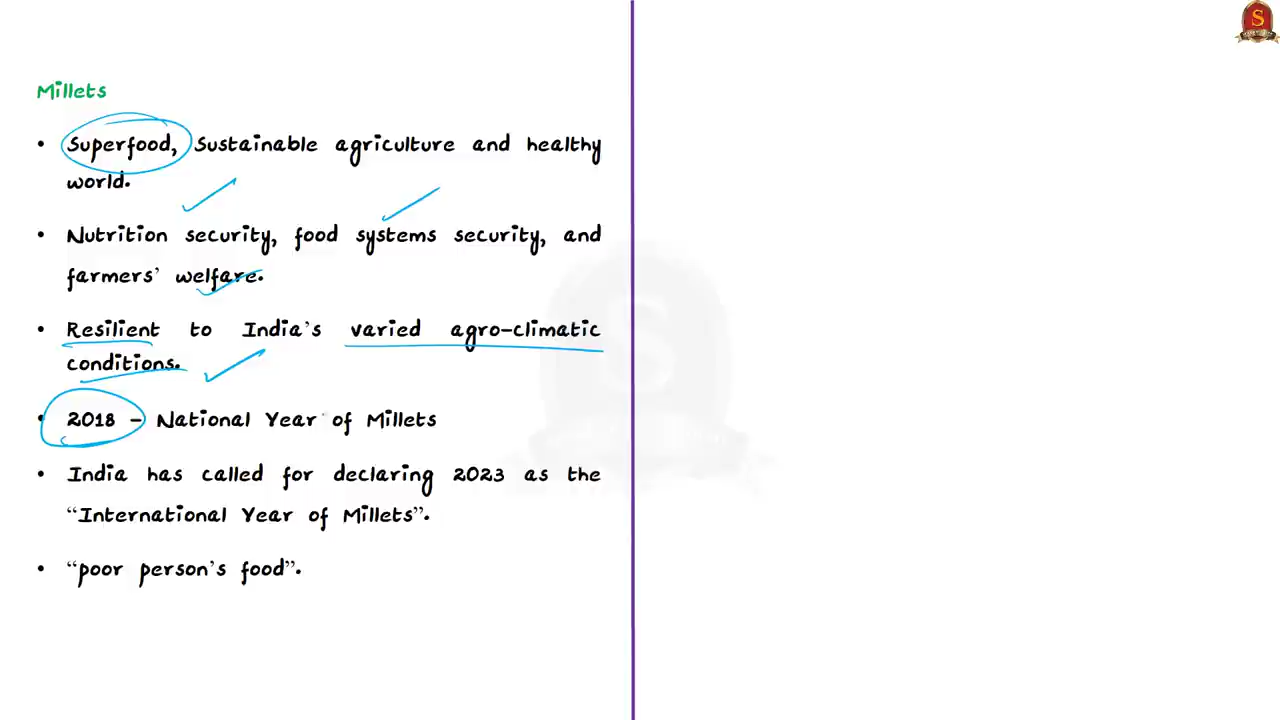 Millets
• Superfood, Sustainable agriculture and healthy
world.
• Nutrition security, food systems security, and
farmers' welfare.
• Resilient to India's varied agro-climatic
conditions.
• 2018 - National Year of Millets
• India has called for declaring 2023 as the
“International Year of Millets”.
• “poor person's food”.
S